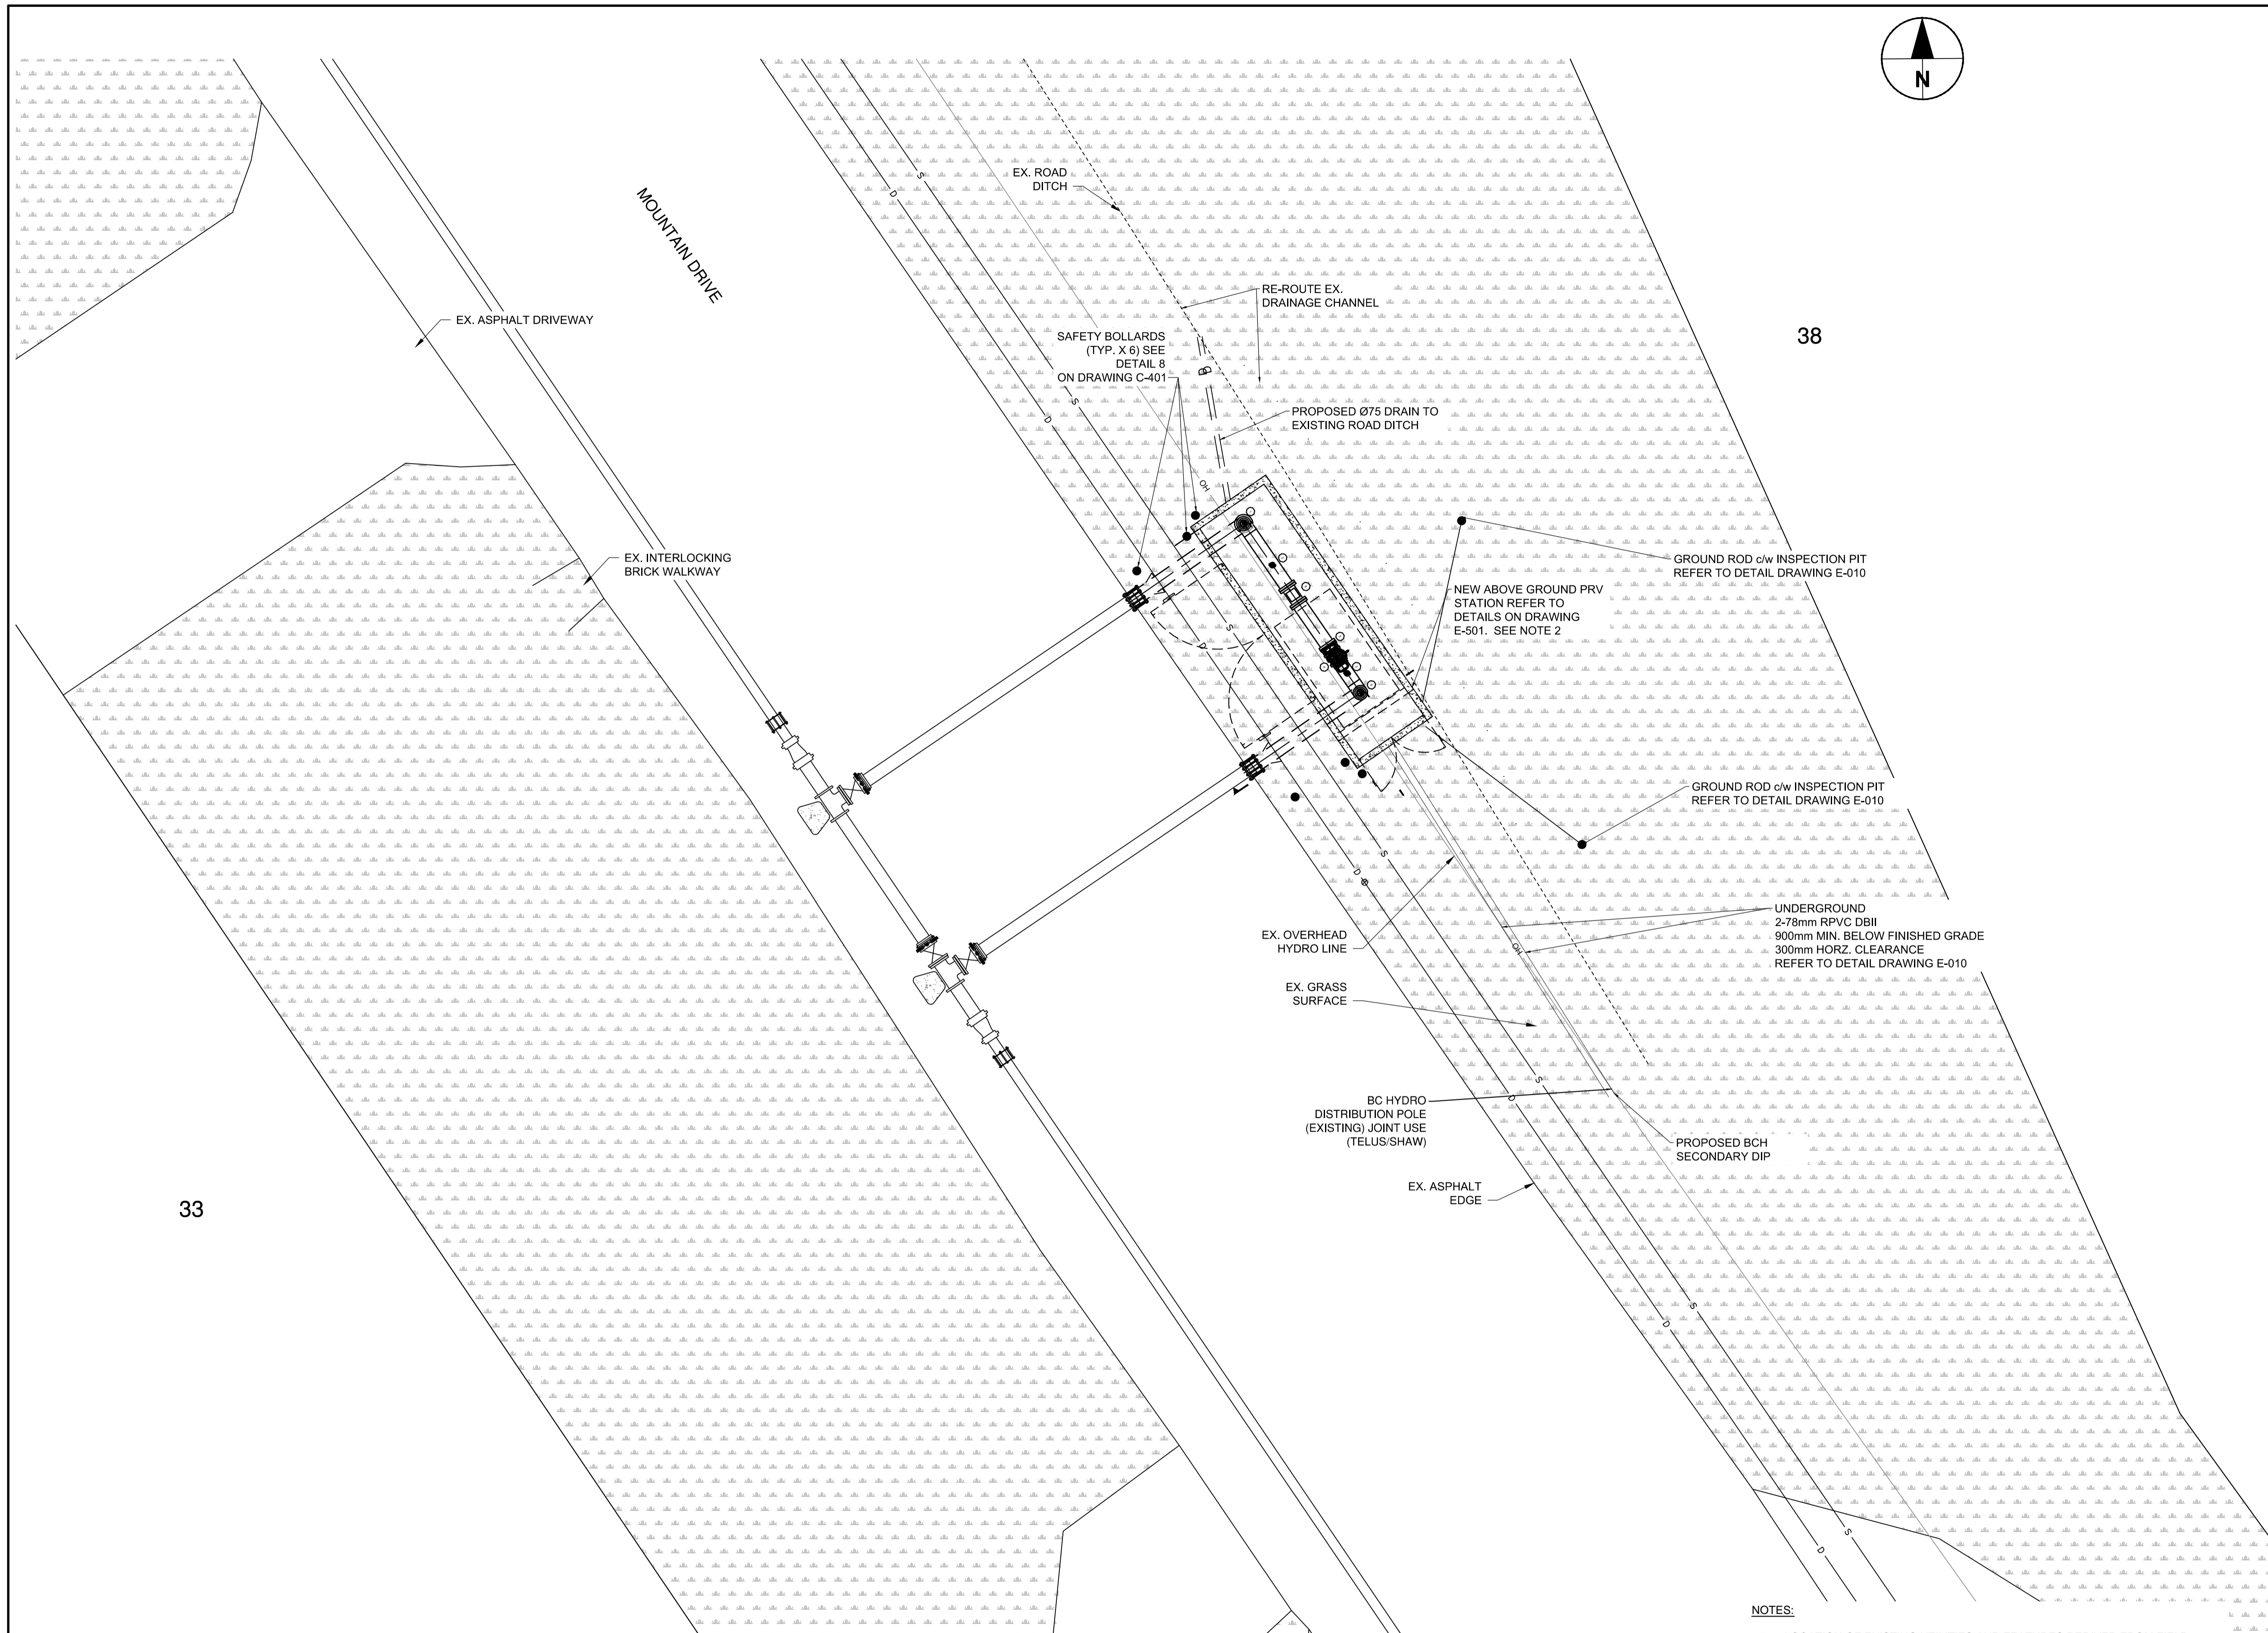 N
MOUNTAIN DRIVE
EX. ROAD
DITCH
RE-ROUTE EX.
DRAINAGE CHANNEL
EX. ASPHALT DRIVEWAY
SAFETY BOLLARDS
(TYP. X 6) SEE
DETAIL 8
ON DRAWING C-401
38
PROPOSED Ø75 DRAIN TO
EXISTING ROAD DITCH
EX. INTERLOCKING
BRICK WALKWAY
GROUND ROD c/w INSPECTION PIT
REFER TO DETAIL DRAWING E-010
NEW ABOVE GROUND PRV
STATION REFER TO
DETAILS ON DRAWING
E-501. SEE NOTE 2
GROUND ROD c/w INSPECTION PIT
REFER TO DETAIL DRAWING E-010
UNDERGROUND
2-78mm RPVC DBII
900mm MIN. BELOW FINISHED GRADE
300mm HORZ. CLEARANCE
REFER TO DETAIL DRAWING E-010
EX. OVERHEAD
HYDRO LINE
EX. GRASS
SURFACE
BC HYDRO
DISTRIBUTION POLE
(EXISTING) JOINT USE
(TELUS/SHAW)
PROPOSED BCH
SECONDARY DIP
EX. ASPHALT
EDGE
33
S
D
S
D
OH
S
D
S
D
OH
S
D
S
D
S
D
NOTES: